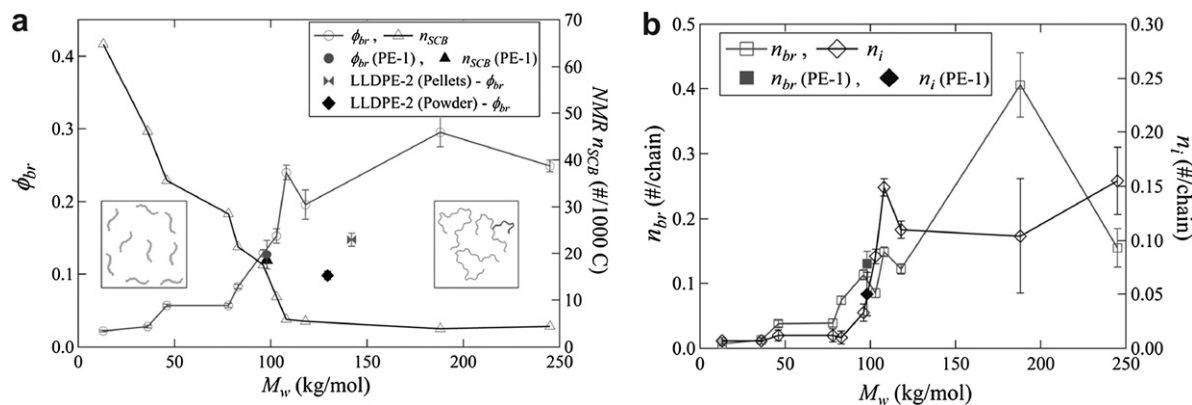 a
0.4
0.3
0.2
0.1
0.0
ϕbr
70
60
50
40
30
20
10
0
NMR nSCB (#/1000 C)
ϕbr , nSCB
ϕbr (PE-1) , nSCB (PE-1)
LLDPE-2 (Pellets) - ϕbr
LLDPE-2 (Powder) - ϕbr
0 50 100 150 200 250
Mw (kg/mol)
b
0.5
0.4
0.3
0.2
0.1
0.0
nbr (#/chain)
0.30
0.25
0.20
0.15
0.10
0.05
0.00
ni (#/chain)
nbr , ni
nbr (PE-1) , ni (PE-1)
0 50 100 150 200 250
Mw (kg/mol)